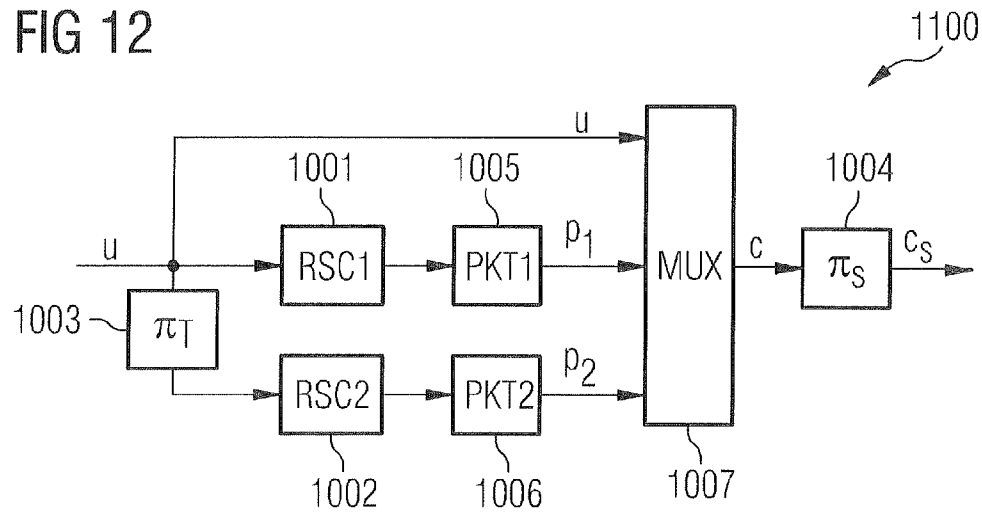 FIG 12
1100
u
1001
1005
1004
u
RSC1
PKT1
p1
MUX
c
πS
cS
1003
πT
RSC2
PKT2
p2
1002
1006
1007